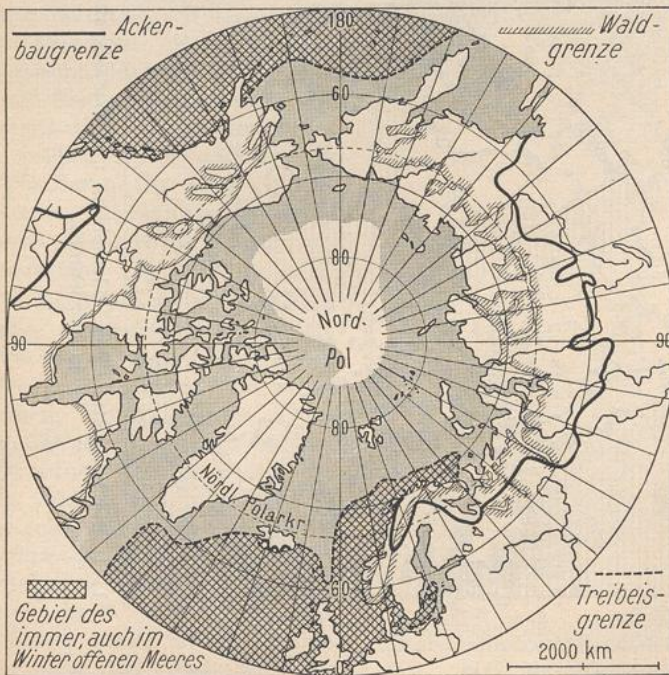 180
Acker-
baugrenze
Wald-
grenze
60
80
Nord-
Pol
90
90
80
Nördl. Polarkr.
60
0
Gebiet des
immer, auch im
Winter offenen Meeres
Treibeis-
grenze
2000 km